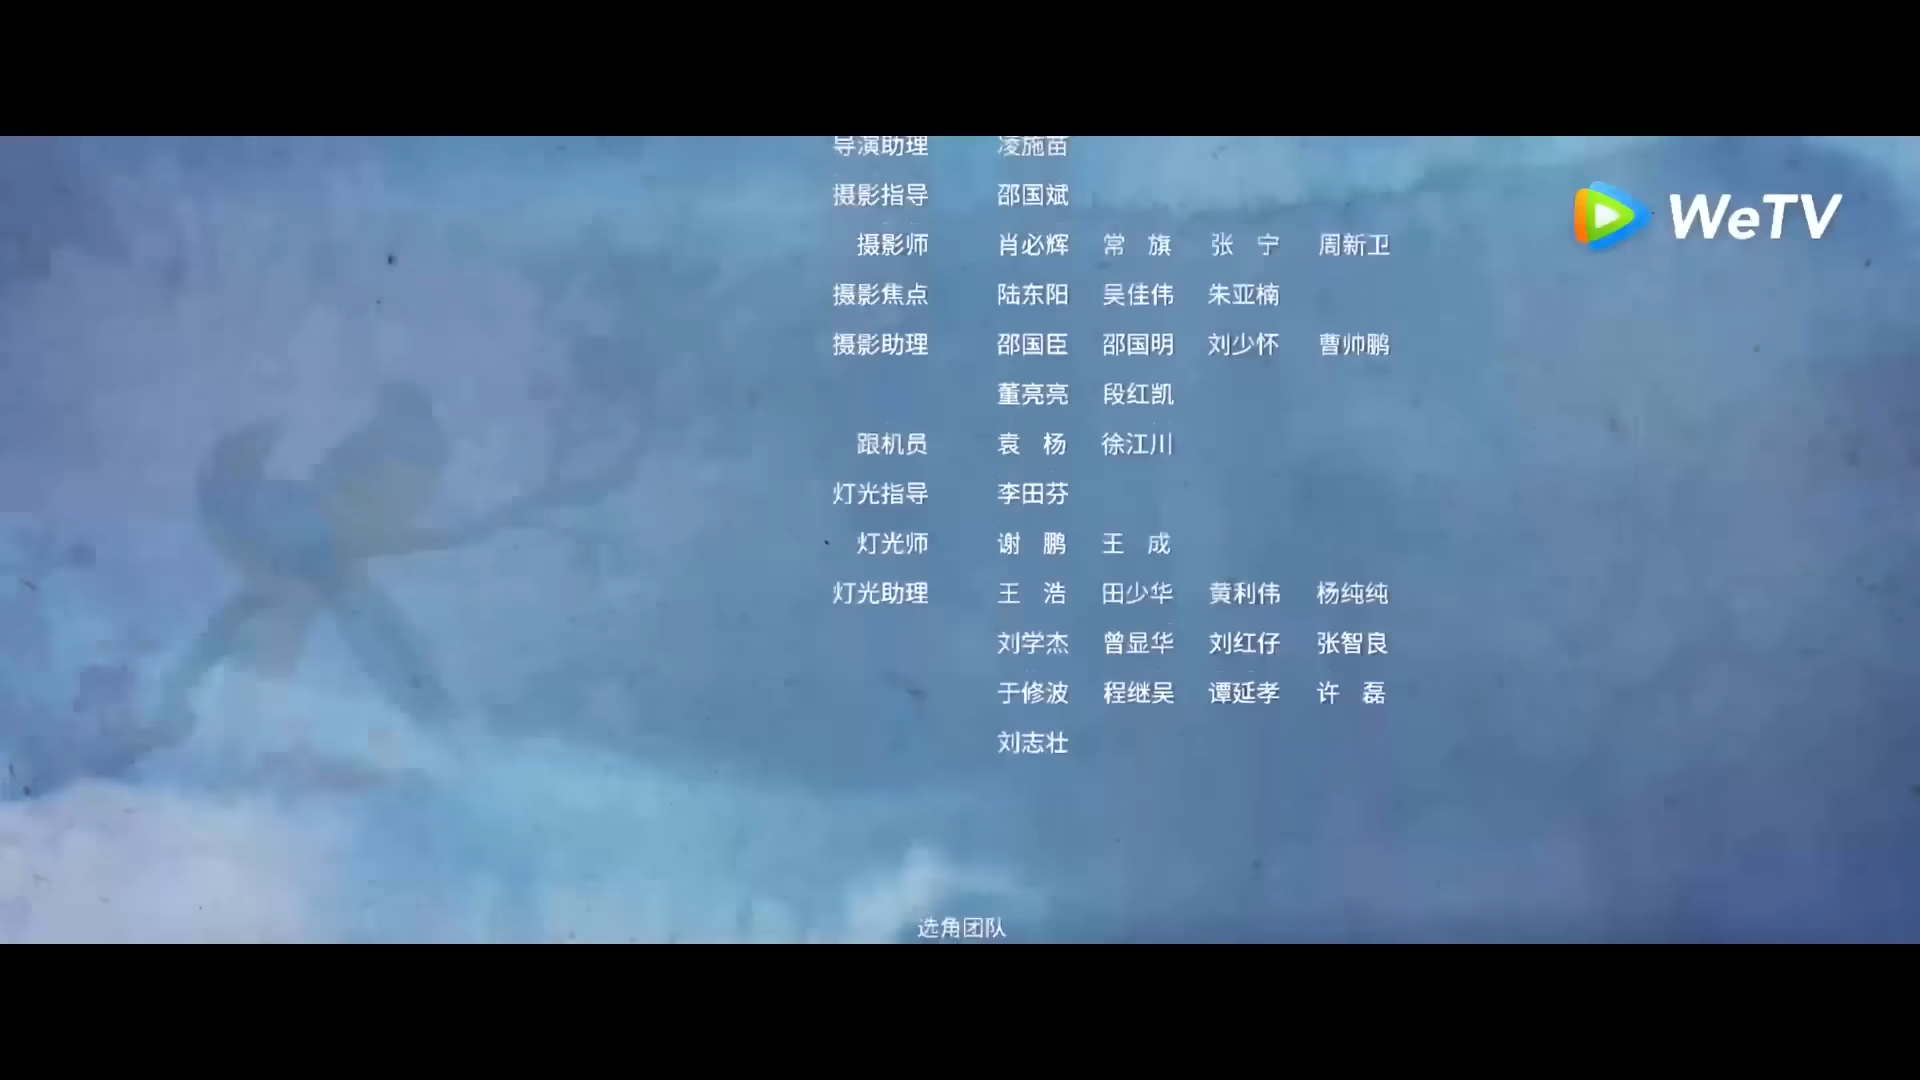 导演助理 凌施苗
摄影指导 邵国斌
WeTV
摄影师 肖必辉 常 旗 张 宁 周新卫
摄影焦点 陆东阳 吴佳伟 朱亚楠
摄影助理 邵国臣 邵国明 刘少怀 曹帅鹏
董亮亮 段红凯
跟机员 袁 杨 徐江川
灯光指导 李田芬
灯光师 谢 鹏 王 成
灯光助理 王 浩 田少华 黄利伟 杨纯纯
刘学杰 曾显华 刘红仔 张智良
于修波 程继吴 谭延孝 许 磊
刘志壮
选角团队